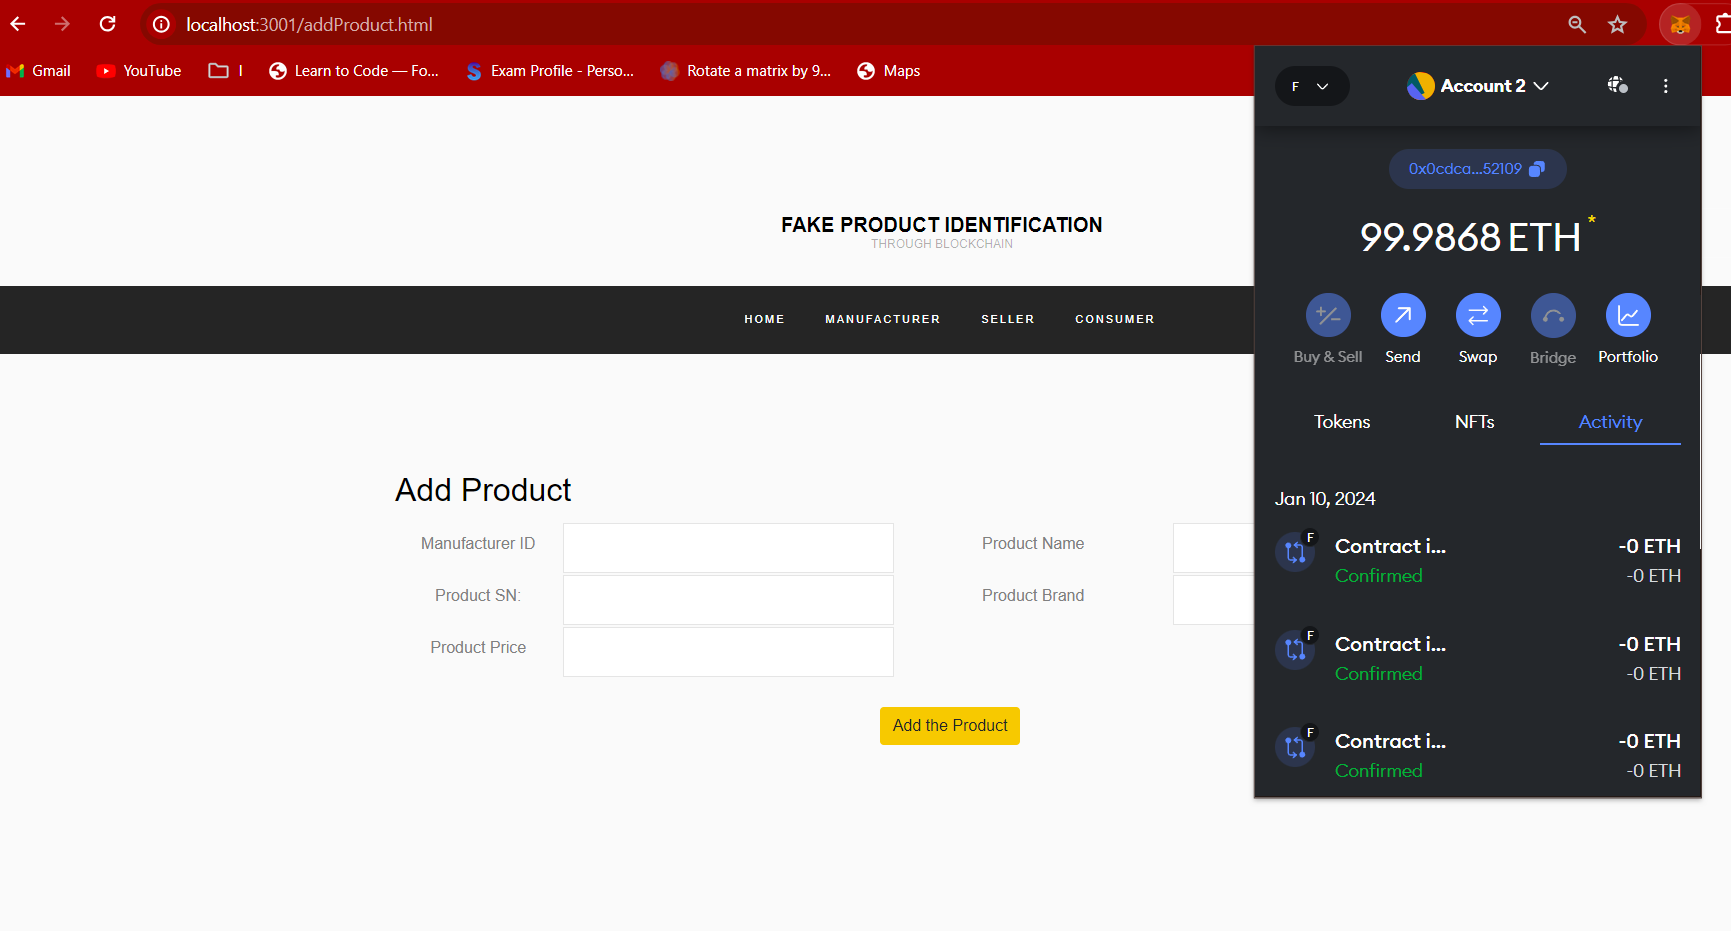 localhost:3001/addProduct.html
Gmail
YouTube
I
Learn to Code — Fo...
Exam Profile - Perso...
Rotate a matrix by 9...
Maps
F
Account 2
0x0cdca...52109
99.9868 ETH *
Buy & Sell
Send
Swap
Bridge
Portfolio
Tokens
NFTs
Activity
Jan 10, 2024
F
Contract i...
-0 ETH
Confirmed
-0 ETH
F
Contract i...
-0 ETH
Confirmed
-0 ETH
F
Contract i...
-0 ETH
Confirmed
-0 ETH
FAKE PRODUCT IDENTIFICATION
THROUGH BLOCKCHAIN
HOME
MANUFACTURER
SELLER
CONSUMER
Add Product
Manufacturer ID
Product Name
Product SN:
Product Brand
Product Price
Add the Product